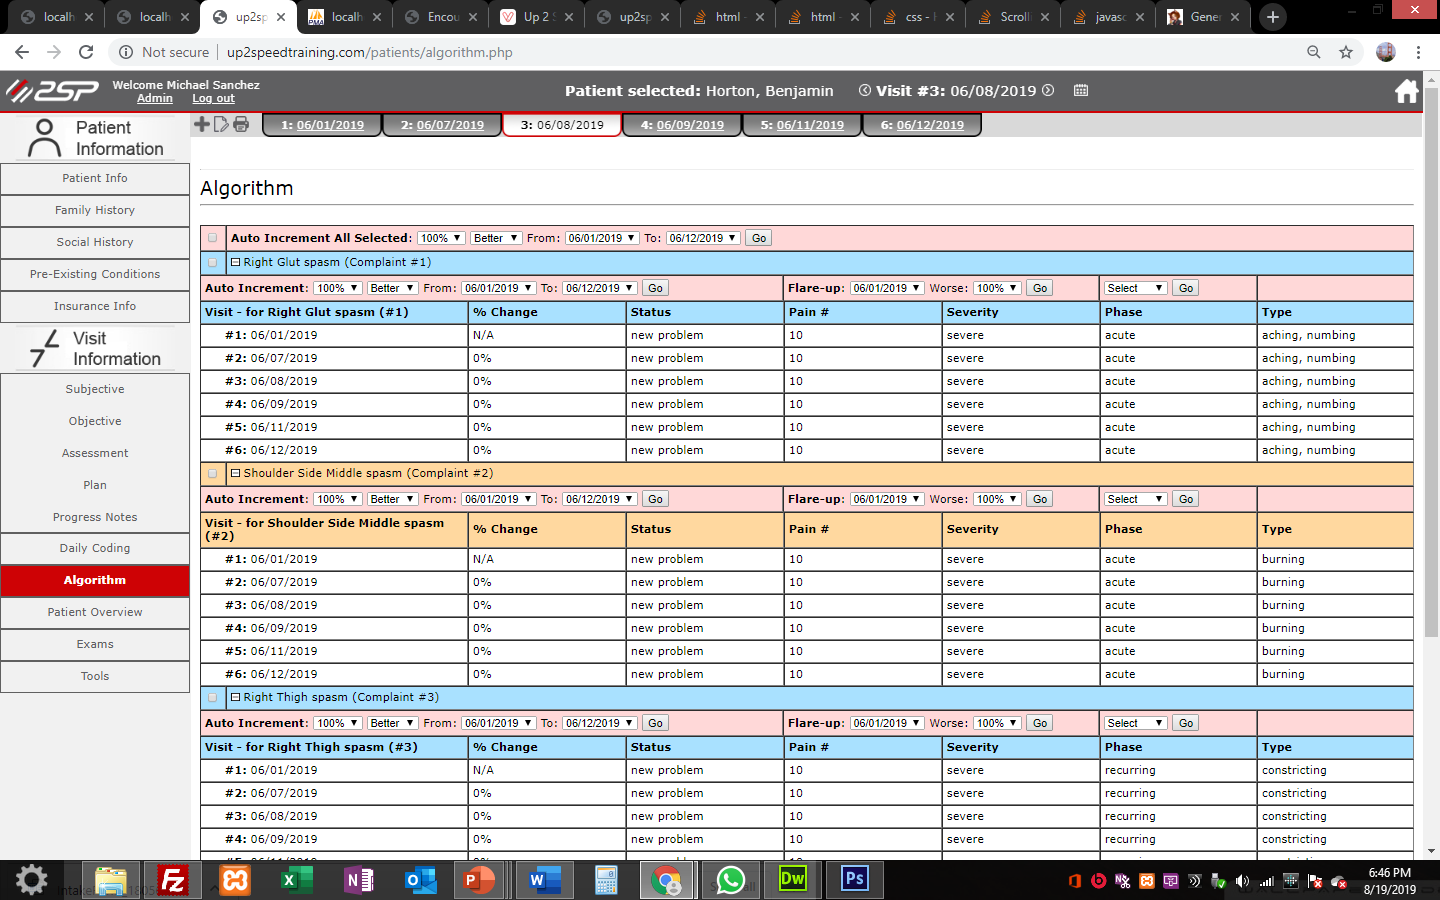 localh
localh
up2sp
localh
Encou
Up 2 S
up2sp
html -
html -
css - H
Scrolli
javasc
Gener
Not secure | up2speedtraining.com/patients/algorithm.php
2SP
Welcome Michael Sanchez
Admin Log out
Patient selected: Horton, Benjamin
Visit #3: 06/08/2019
1: 06/01/2019
2: 06/07/2019
3: 06/08/2019
4: 06/09/2019
5: 06/11/2019
6: 06/12/2019
Patient
Information
Patient Info
Family History
Social History
Pre-Existing Conditions
Insurance Info
Visit
Information
Subjective
Objective
Assessment
Plan
Progress Notes
Daily Coding
Algorithm
Patient Overview
Exams
Tools
Algorithm
Auto Increment All Selected: 100% Better From: 06/01/2019 To: 06/12/2019 Go
Right Glut spasm (Complaint #1)
Auto Increment: 100% Better From: 06/01/2019 To: 06/12/2019 Go Flare-up: 06/01/2019 Worse: 100% Go Select Go
Visit - for Right Glut spasm (#1) % Change Status Pain # Severity Phase Type
#1: 06/01/2019 N/A new problem 10 severe acute aching, numbing
#2: 06/07/2019 0% new problem 10 severe acute aching, numbing
#3: 06/08/2019 0% new problem 10 severe acute aching, numbing
#4: 06/09/2019 0% new problem 10 severe acute aching, numbing
#5: 06/11/2019 0% new problem 10 severe acute aching, numbing
#6: 06/12/2019 0% new problem 10 severe acute aching, numbing
Shoulder Side Middle spasm (Complaint #2)
Auto Increment: 100% Better From: 06/01/2019 To: 06/12/2019 Go Flare-up: 06/01/2019 Worse: 100% Go Select Go
Visit - for Shoulder Side Middle spasm
(#2) % Change Status Pain # Severity Phase Type
#1: 06/01/2019 N/A new problem 10 severe acute burning
#2: 06/07/2019 0% new problem 10 severe acute burning
#3: 06/08/2019 0% new problem 10 severe acute burning
#4: 06/09/2019 0% new problem 10 severe acute burning
#5: 06/11/2019 0% new problem 10 severe acute burning
#6: 06/12/2019 0% new problem 10 severe acute burning
Right Thigh spasm (Complaint #3)
Auto Increment: 100% Better From: 06/01/2019 To: 06/12/2019 Go Flare-up: 06/01/2019 Worse: 100% Go Select Go
Visit - for Right Thigh spasm (#3) % Change Status Pain # Severity Phase Type
#1: 06/01/2019 N/A new problem 10 severe recurring constricting
#2: 06/07/2019 0% new problem 10 severe recurring constricting
#3: 06/08/2019 0% new problem 10 severe recurring constricting
#4: 06/09/2019 0% new problem 10 severe recurring constricting
6:46 PM
8/19/2019